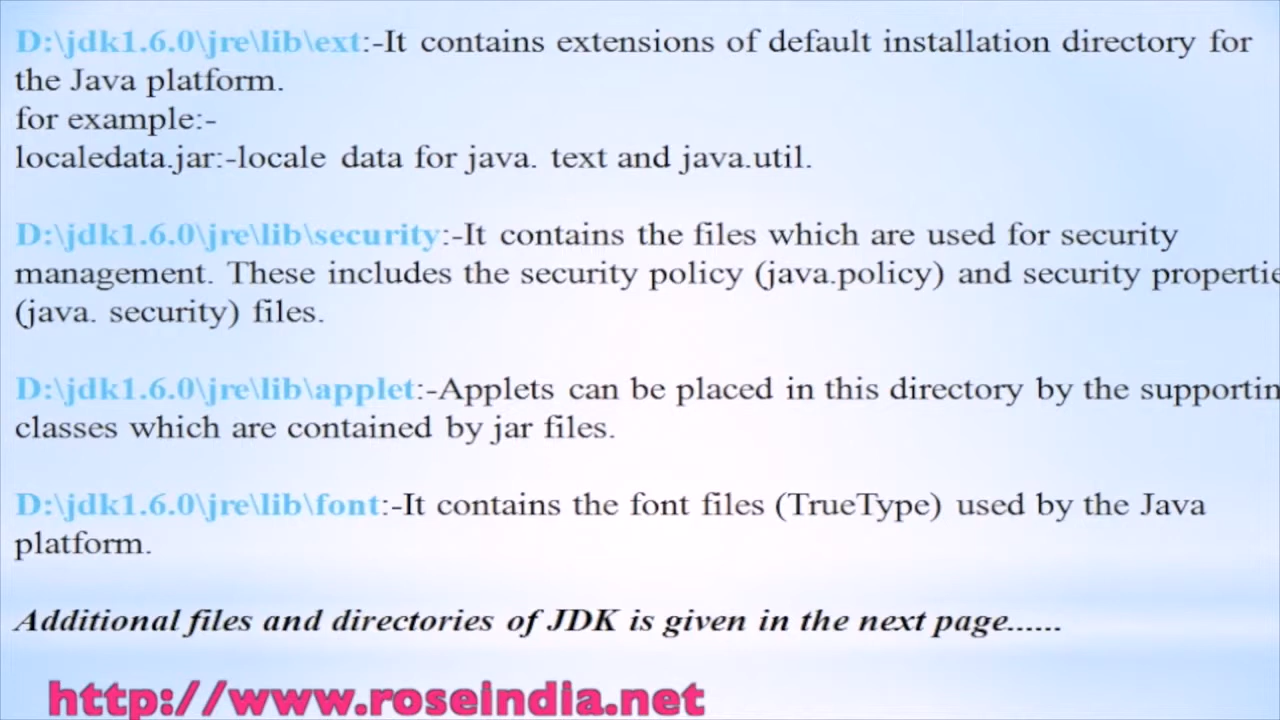 D:\jdk1.6.0\jre\lib\ext:-It contains extensions of default installation directory for
the Java platform.
for example:-
localedata.jar:-locale data for java. text and java.util.
D:\jdk1.6.0\jre\lib\security:-It contains the files which are used for security
management. These includes the security policy (java.policy) and security propertie
(java. security) files.
D:\jdk1.6.0\jre\lib\applet:-Applets can be placed in this directory by the supportin
classes which are contained by jar files.
D:\jdk1.6.0\jre\lib\font:-It contains the font files (TrueType) used by the Java
platform.
Additional files and directories of JDK is given in the next page......
http://www.roseindia.net